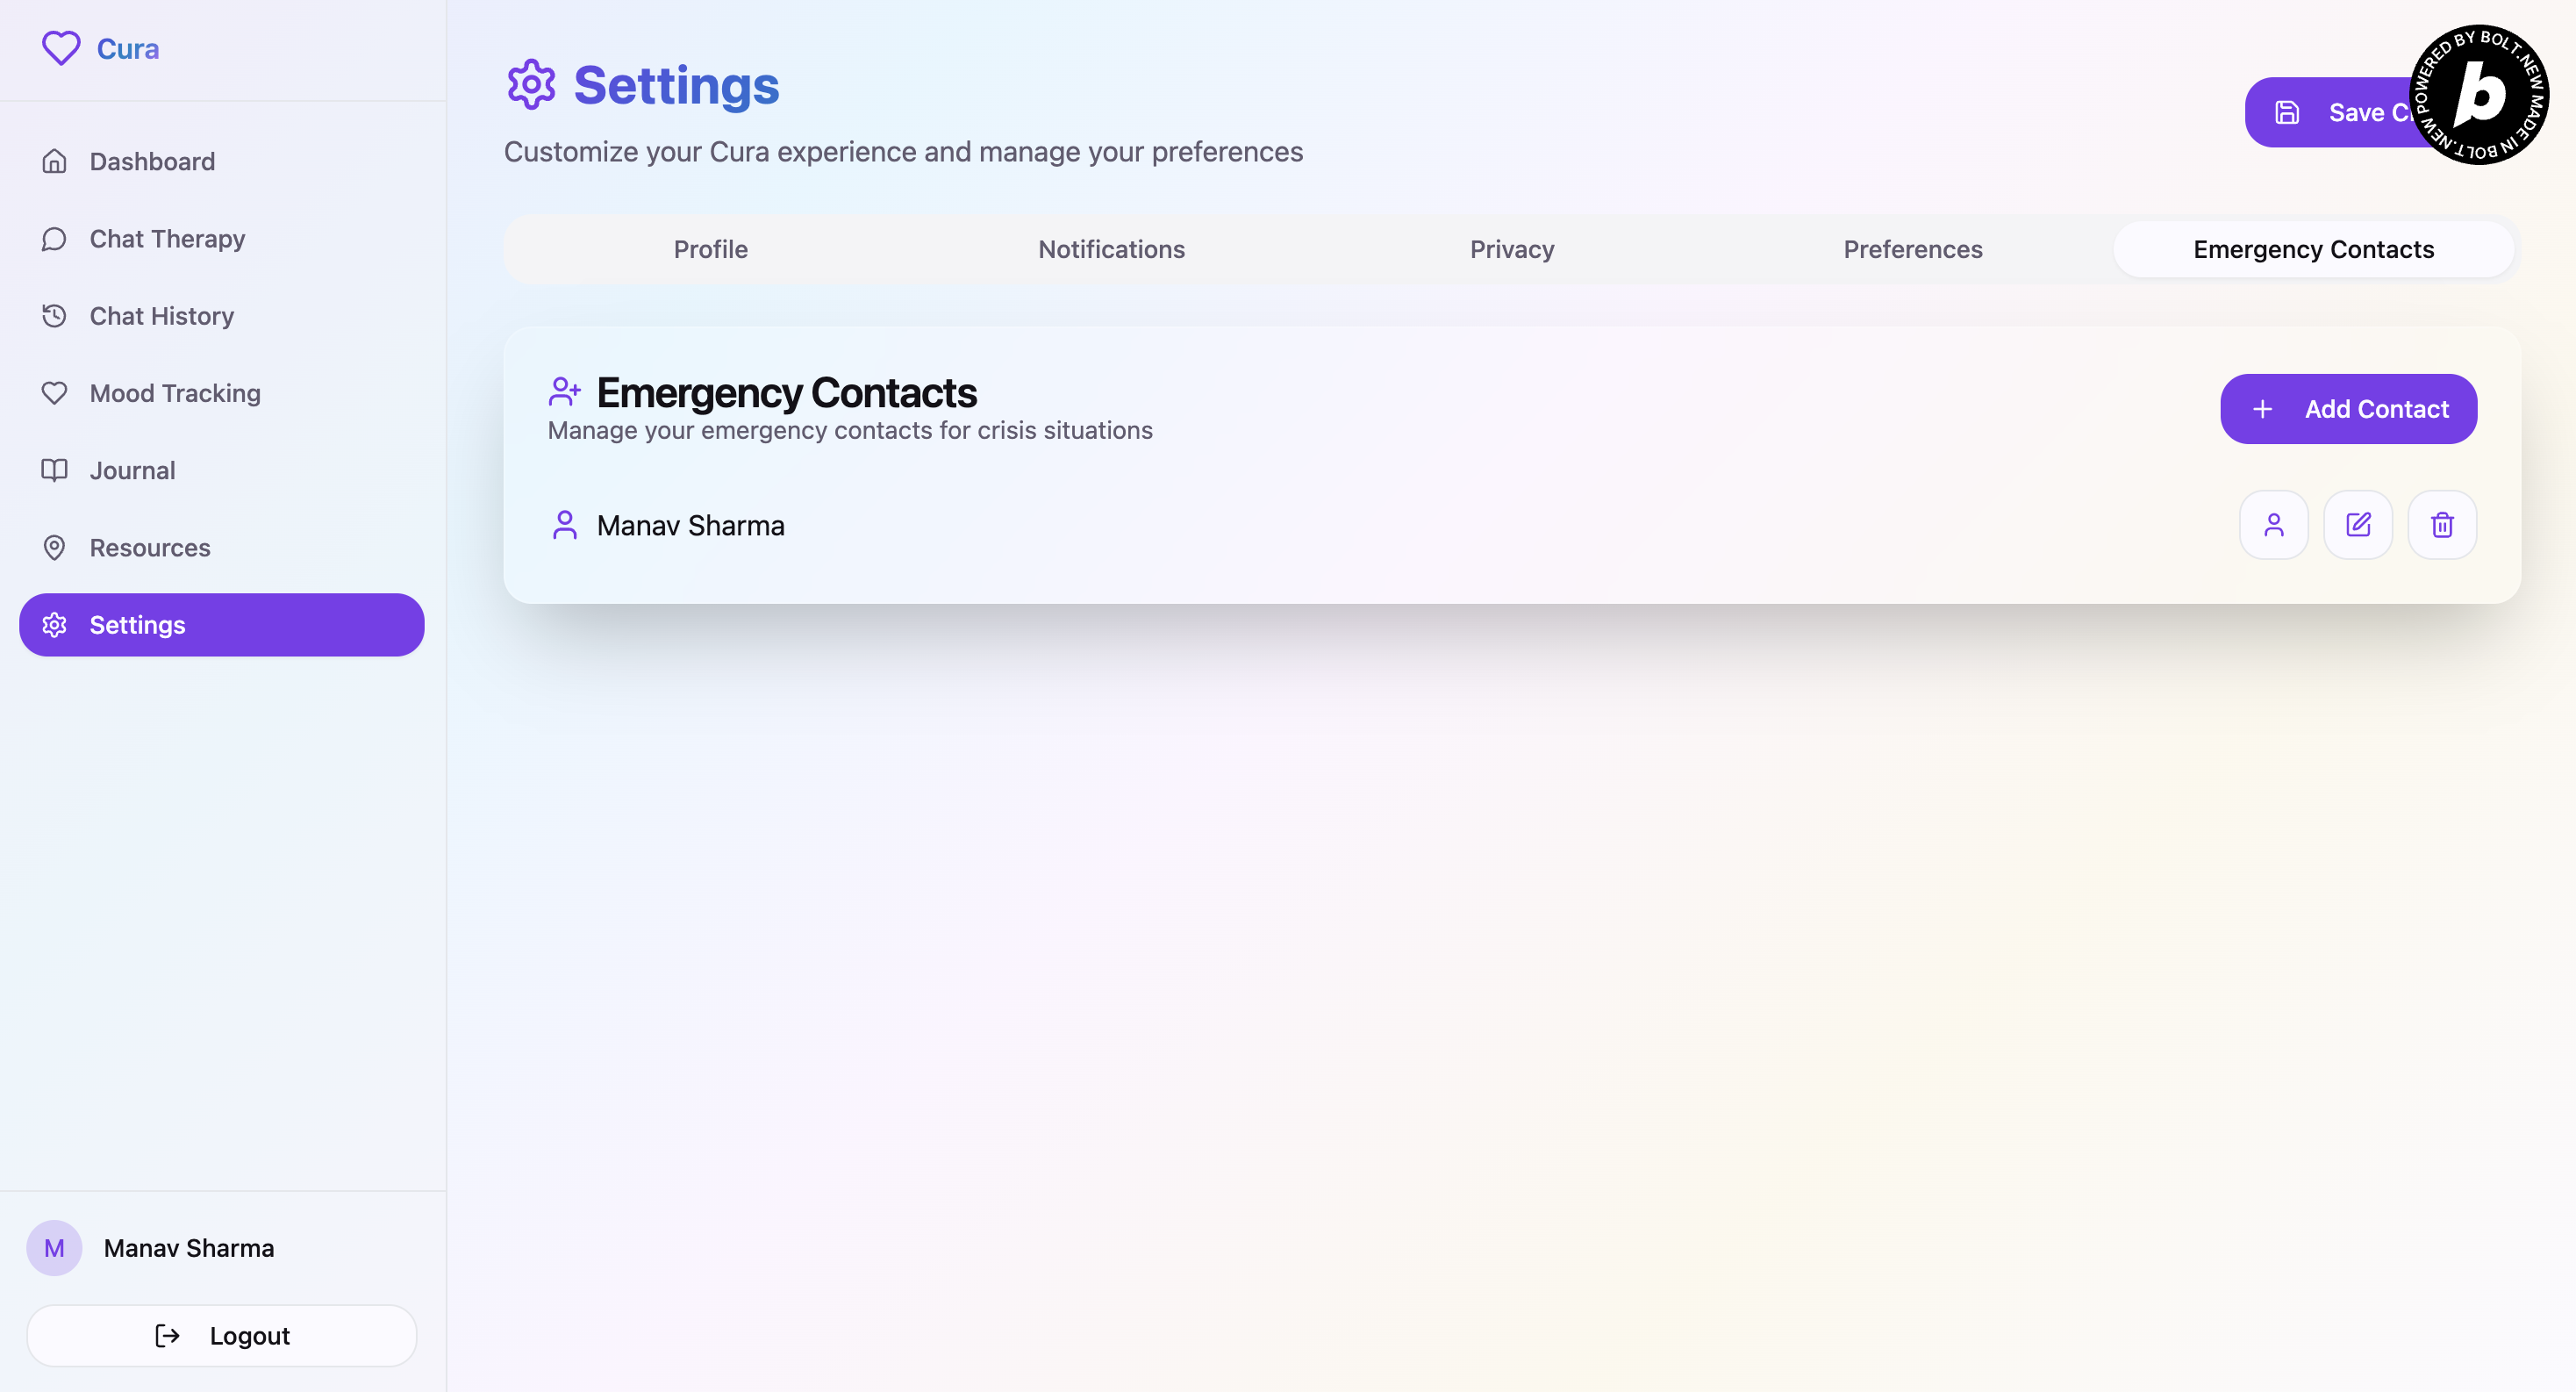 Cura
Dashboard
Chat Therapy
Chat History
Mood Tracking
Journal
Resources
Settings
Manav Sharma
M
Logout
Settings
Customize your Cura experience and manage your preferences
Save
POWERED BY BOLT.NEW MADE IN BOLT.NEW
b
Profile
Notifications
Privacy
Preferences
Emergency Contacts
Emergency Contacts
Manage your emergency contacts for crisis situations
Add Contact
Manav Sharma